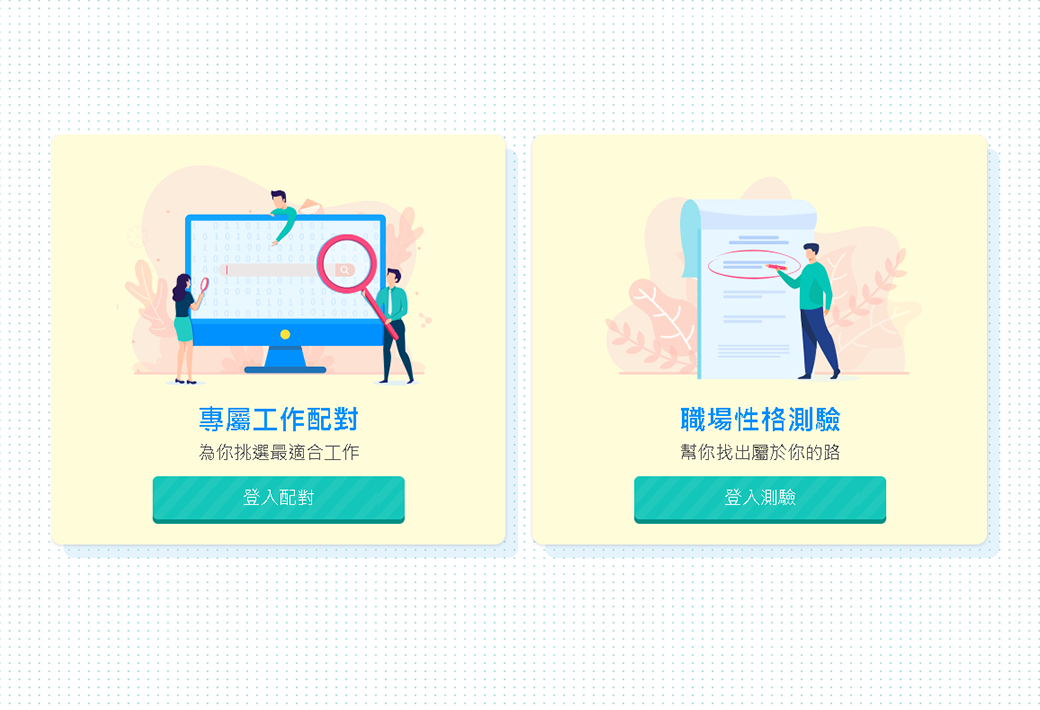 專屬工作配對
為你挑選最適合工作
登入配對
職場性格測驗
幫你找出屬於你的路
登入測驗